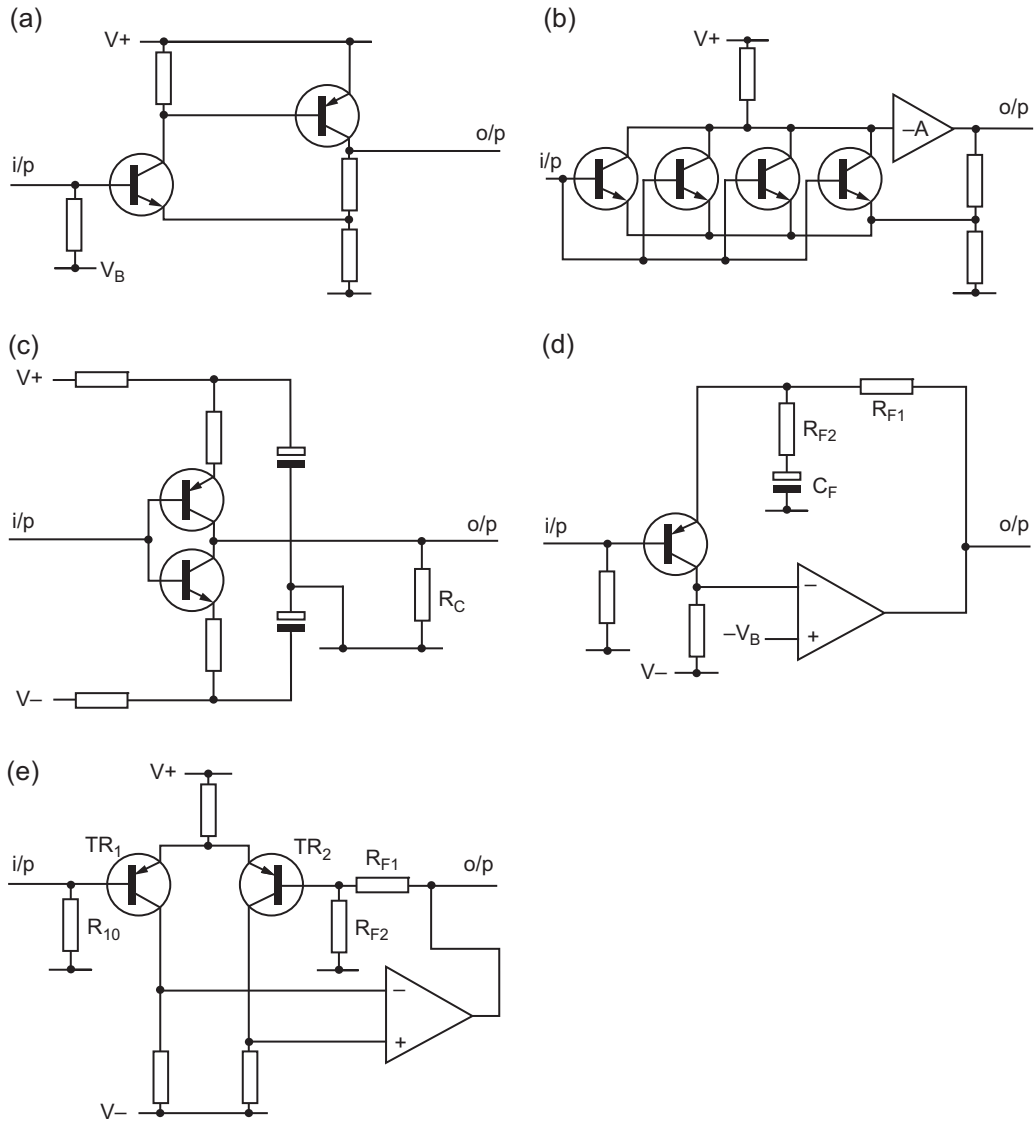 (a)
V+
o/p
i/p
V_B
(b)
V+
–A
o/p
i/p
(c)
V+
i/p
o/p
R_C
V–
(d)
R_F1
R_F2
C_F
i/p
o/p
–
–V_B
+
V–
(e)
V+
TR_1
TR_2
R_F1
i/p
o/p
R_10
R_F2
–
+
V–